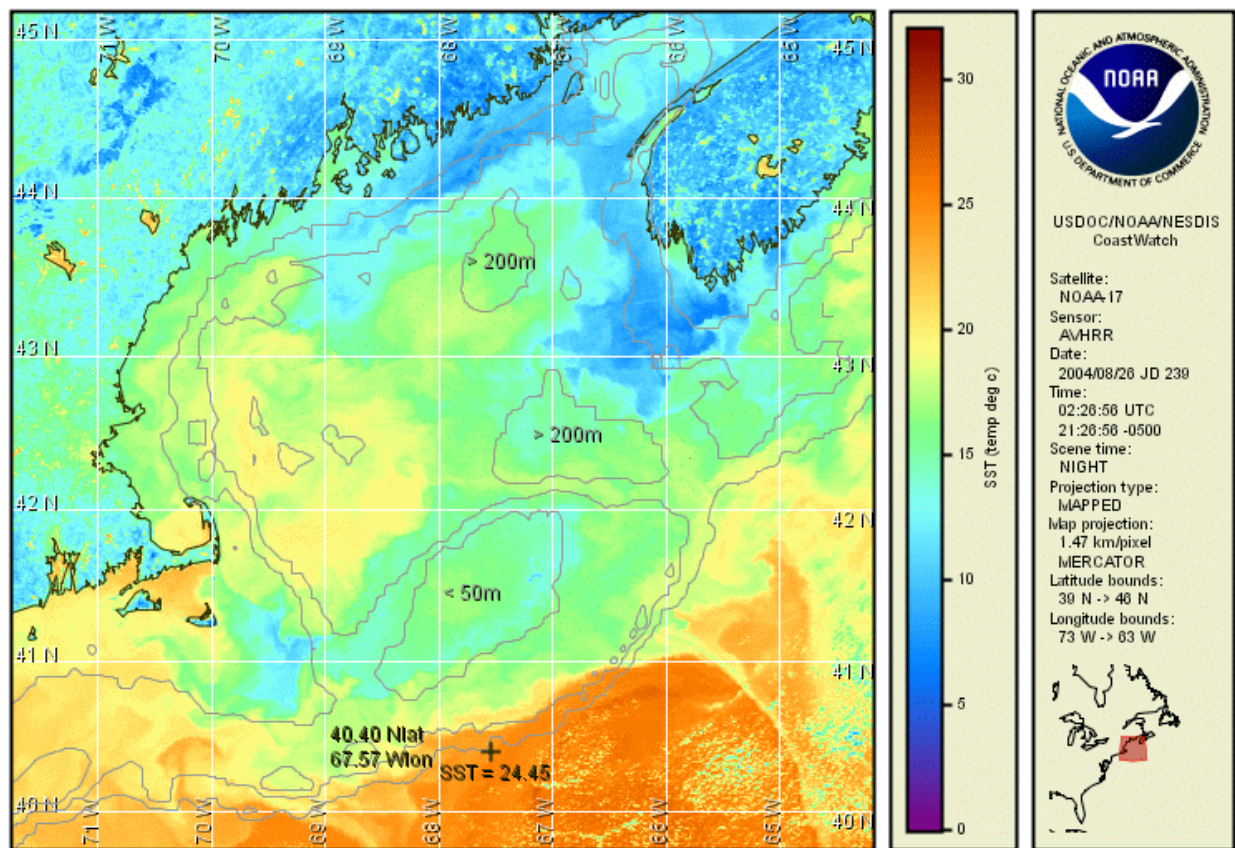 45 N
71 W
70 W
69 W
68 W
67 W
66 W
65 W
45 N
44 N
44 N
> 200m
43 N
43 N
> 200m
42 N
42 N
< 50m
41 N
41 N
40.40 Nlat
67.57 Wlon
SST = 24.45
40 N
71 W
70 W
69 W
68 W
67 W
66 W
65 W
40 N
30
25
20
15
10
5
0
SST (temp deg c)
NATIONAL OCEANIC AND ATMOSPHERIC ADMINISTRATION
NOAA
U.S. DEPARTMENT OF COMMERCE
USDOC/NOAA/NESDIS
CoastWatch
Satellite:
NOAA-17
Sensor:
AVHRR
Date:
2004/08/26 JD 239
Time:
02:26:56 UTC
21:26:56 -0500
Scene time:
NIGHT
Projection type:
MAPPED
Map projection:
1.47 km/pixel
MERCATOR
Latitude bounds:
39 N -> 46 N
Longitude bounds:
73 W -> 63 W